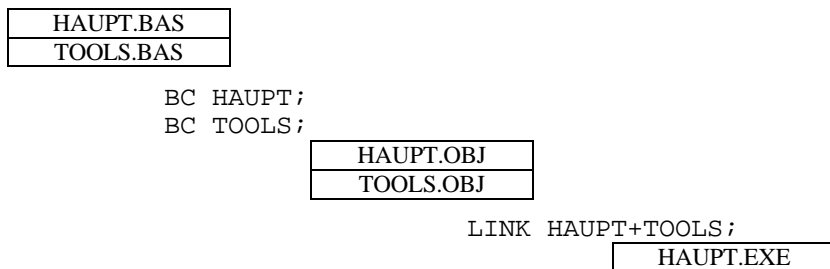 HAUPT.BAS
TOOLS.BAS
BC HAUPT;
BC TOOLS;
HAUPT.OBJ
TOOLS.OBJ
LINK HAUPT+TOOLS;
HAUPT.EXE